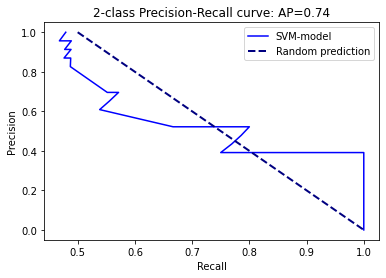 2-class Precision-Recall curve: AP=0.74
SVM-model
Random prediction
Precision
1.0
0.8
0.6
0.4
0.2
0.0
0.5
0.6
0.7
0.8
0.9
1.0
Recall